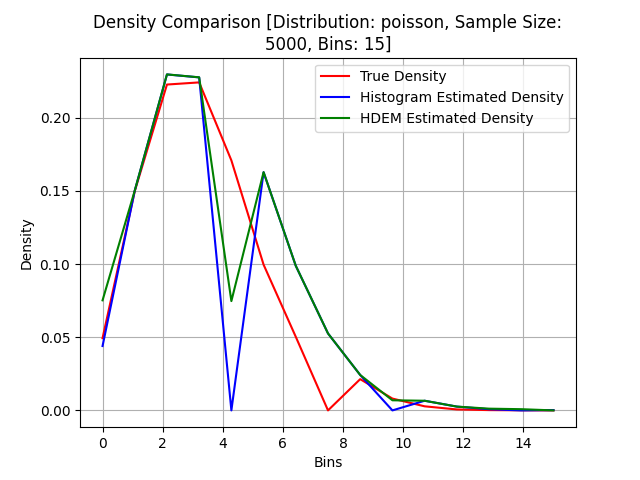 Density Comparison [Distribution: poisson, Sample Size:
5000, Bins: 15]
True Density
Histogram Estimated Density
HDEM Estimated Density
Density
0.20
0.15
0.10
0.05
0.00
0 2 4 6 8 10 12 14
Bins